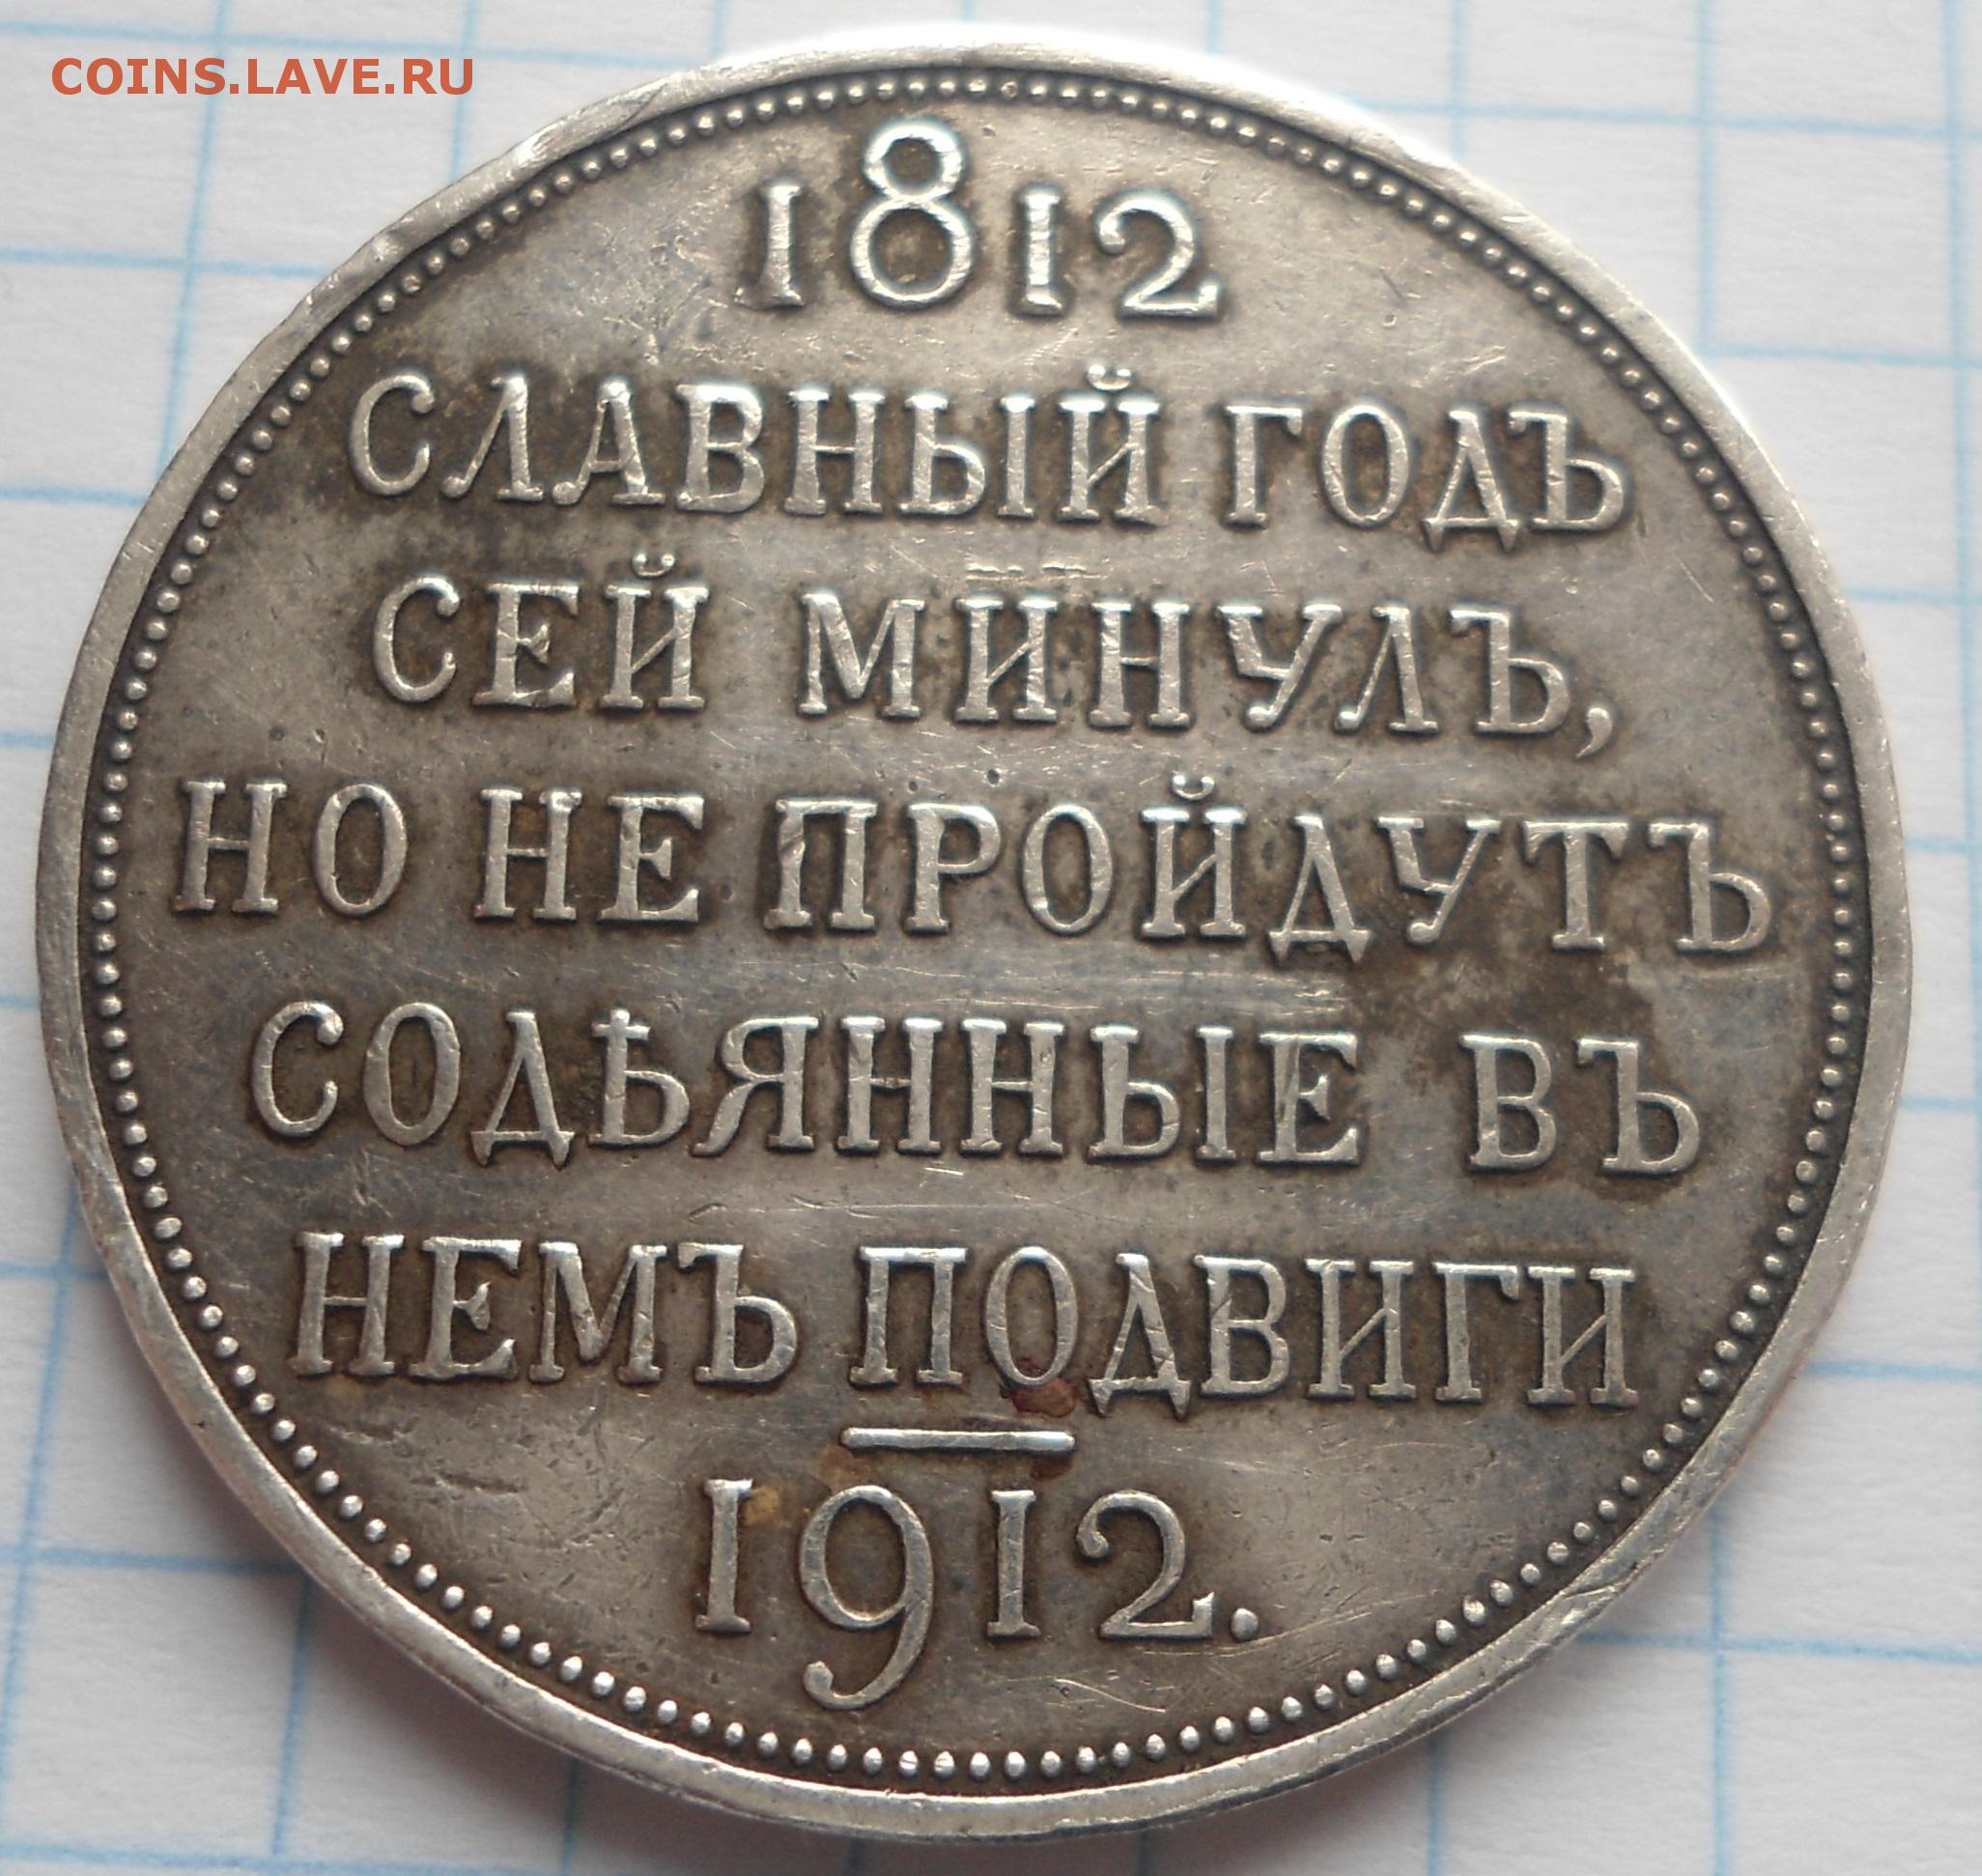 COINS.LAVE.RU
1812
СЛАВНЫЙ ГОДЪ
СЕЙ МИНУЛЪ,
НО НЕ ПРОЙДУТЪ
СОДѢЯННЫЕ ВЪ
НЕМЪ ПОДВИГИ
1912.